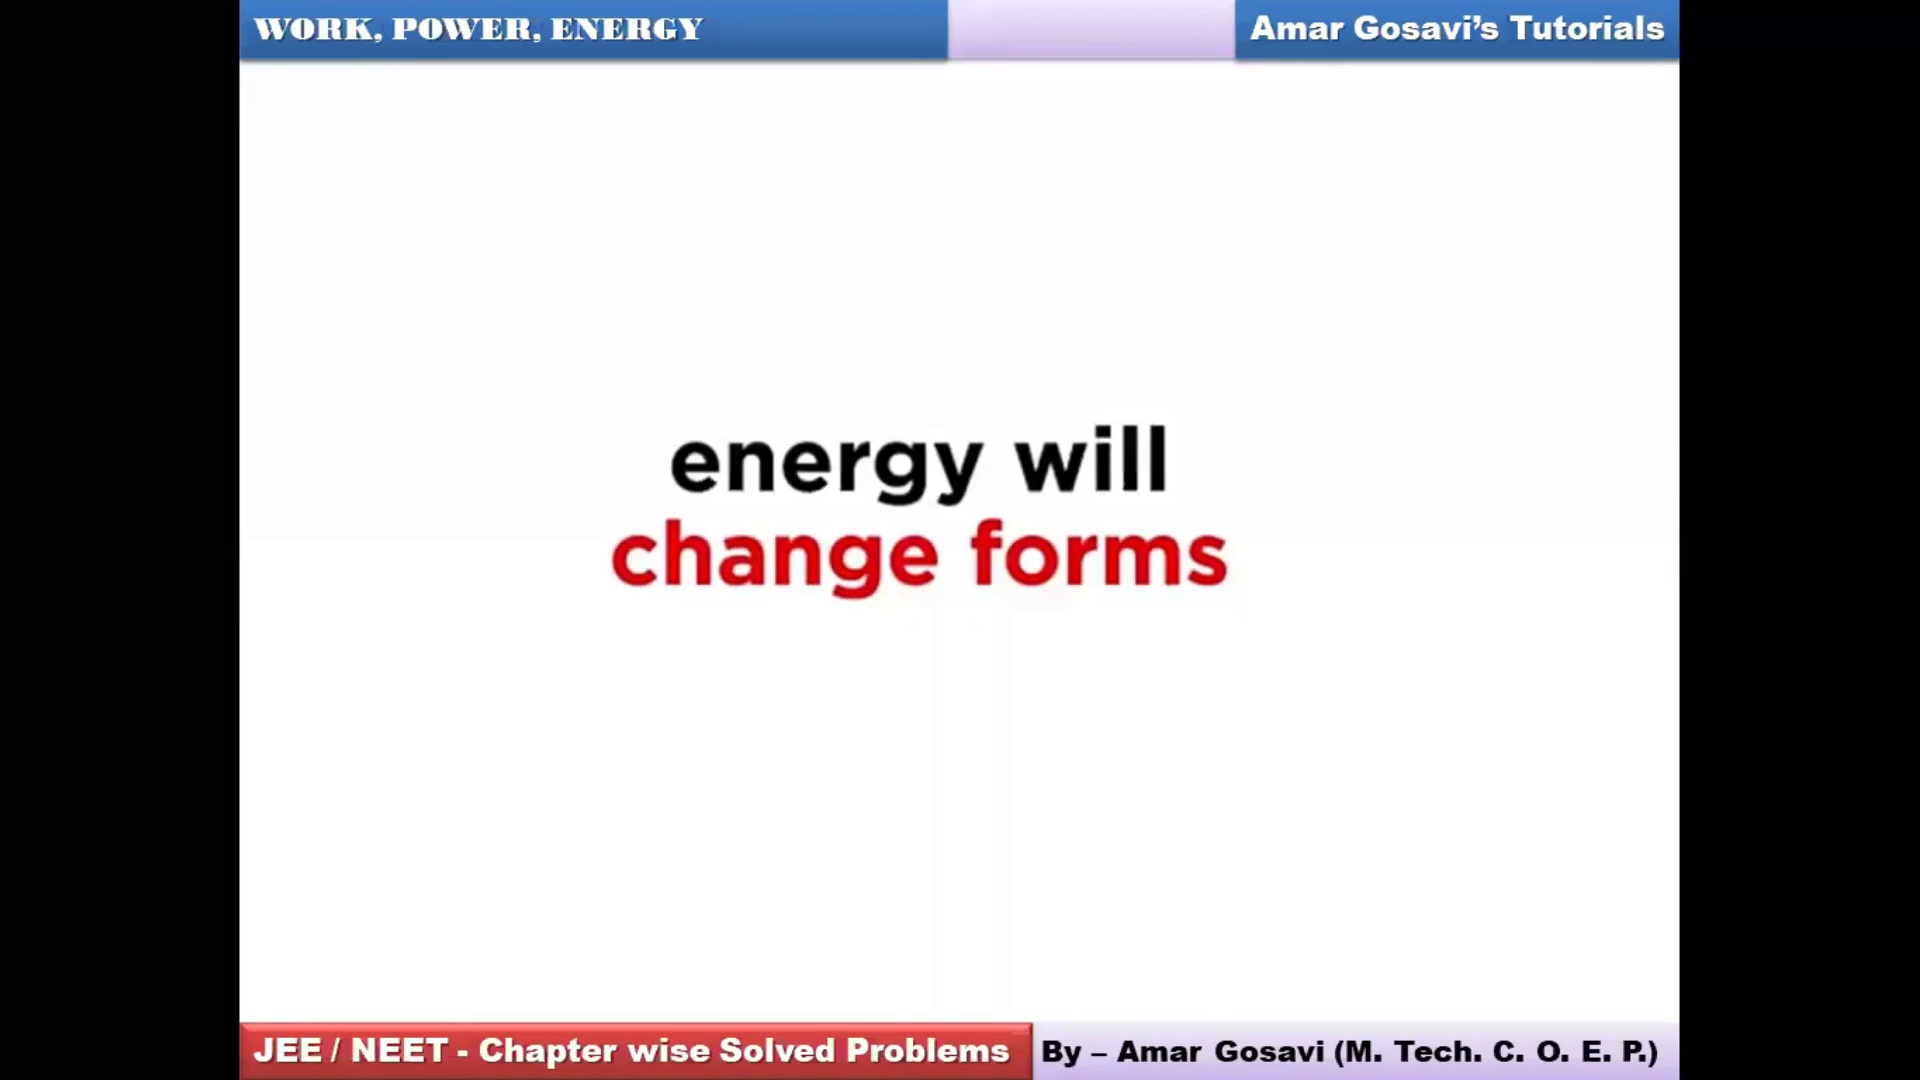 WORK, POWER, ENERGY
Amar Gosavi’s Tutorials
energy will
change forms
JEE / NEET - Chapter wise Solved Problems
By – Amar Gosavi (M. Tech. C. O. E. P.)